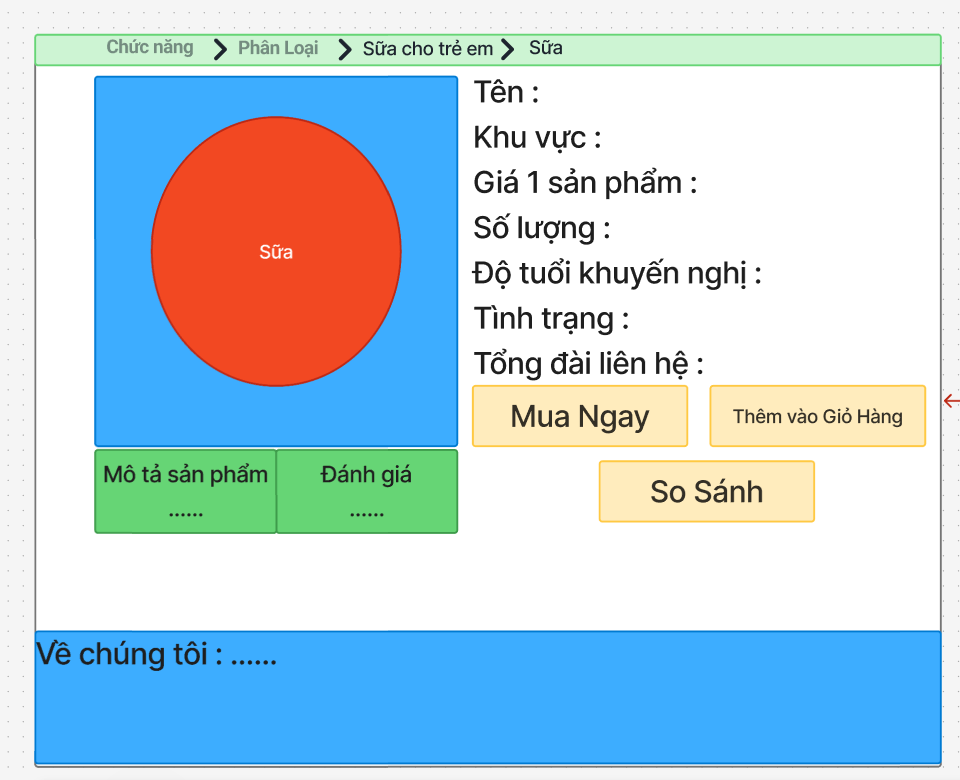 Chức năng Phân Loại Sữa cho trẻ em Sữa
Sữa
Tên :
Khu vực :
Giá 1 sản phẩm :
Số lượng :
Độ tuổi khuyến nghị :
Tình trạng :
Tổng đài liên hệ :
Mua Ngay
Thêm vào Giỏ Hàng
So Sánh
Mô tả sản phẩm
......
Đánh giá
......
Về chúng tôi : ......